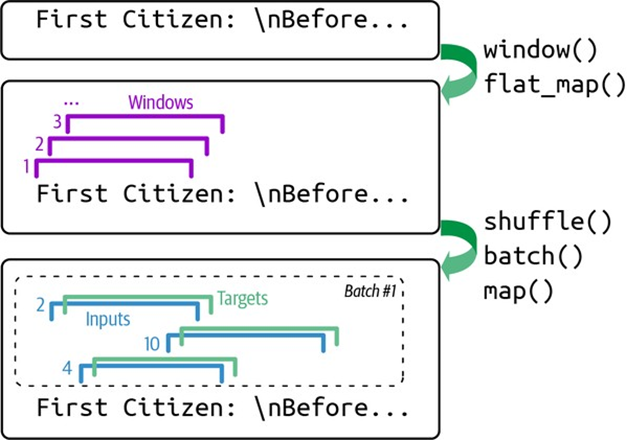 First Citizen: \nBefore...
window()
flat_map()
... Windows
3
2
1
First Citizen: \nBefore...
shuffle()
batch()
map()
Batch #1
2 Targets
Inputs
10
4
First Citizen: \nBefore...